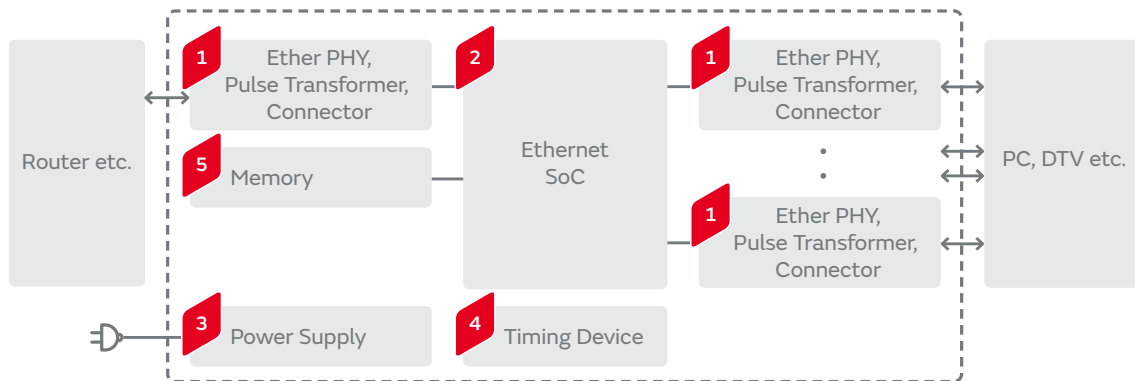 Router etc.
1
Ether PHY,
Pulse Transformer,
Connector
5
Memory
3
Power Supply
2
Ethernet
SoC
4
Timing Device
1
Ether PHY,
Pulse Transformer,
Connector
1
Ether PHY,
Pulse Transformer,
Connector
PC, DTV etc.